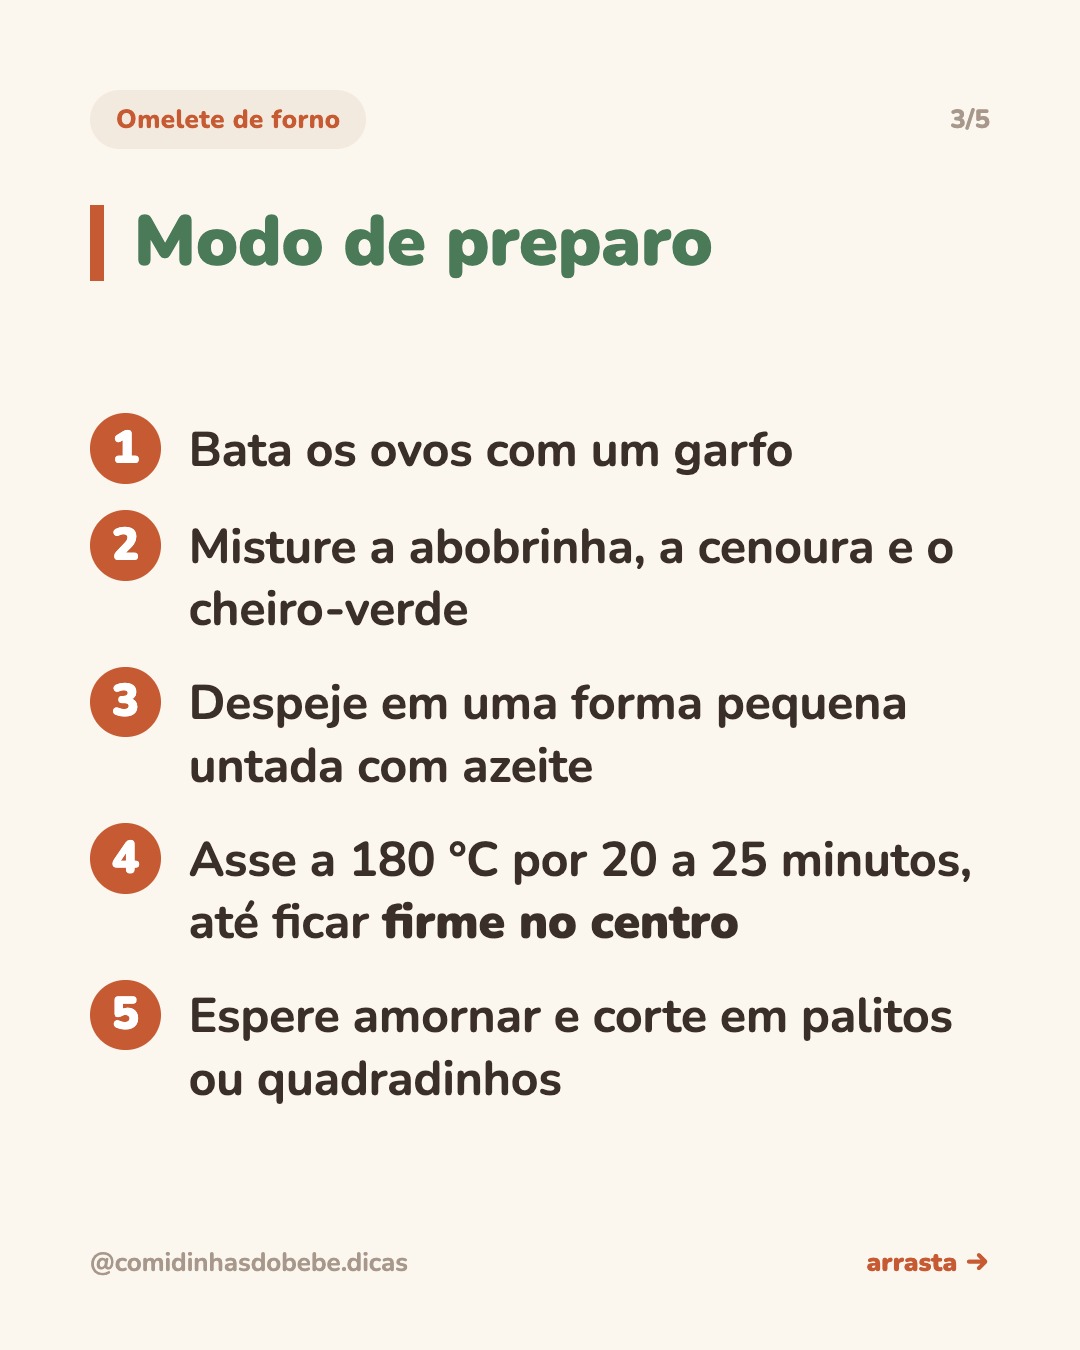 Omelete de forno
3/5
Modo de preparo
1 Bata os ovos com um garfo
2 Misture a abobrinha, a cenoura e o
cheiro-verde
3 Despeje em uma forma pequena
untada com azeite
4 Asse a 180 °C por 20 a 25 minutos,
até ficar firme no centro
5 Espere amornar e corte em palitos
ou quadradinhos
@comidinhasdobebe.dicas
arrasta →